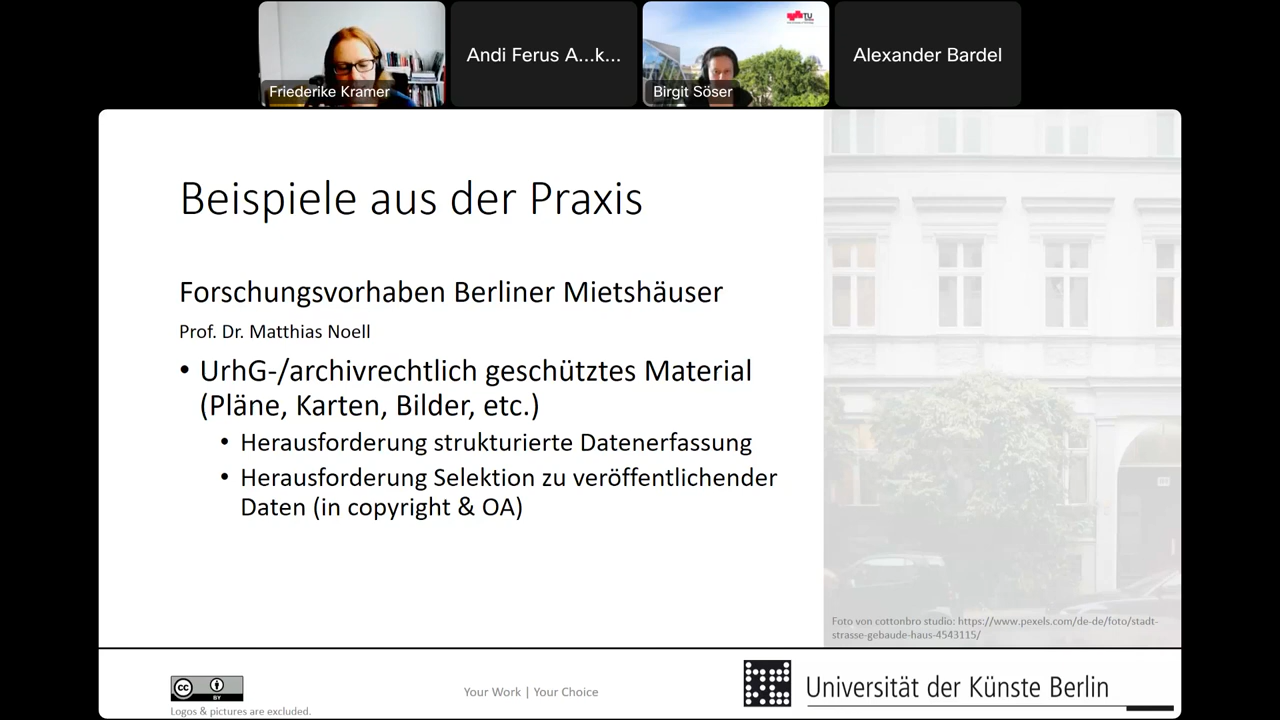 Friederike Kramer
Andi Ferus A...k...
TU
Birgit Söser
Alexander Bardel
Beispiele aus der Praxis
Forschungsvorhaben Berliner Mietshäuser
Prof. Dr. Matthias Noell
• UrhG-/archivrechtlich geschütztes Material
(Pläne, Karten, Bilder, etc.)
• Herausforderung strukturierte Datenerfassung
• Herausforderung Selektion zu veröffentlichender
Daten (in copyright & OA)
Foto von cottonbro studio: https://www.pexels.com/de-de/foto/stadt-
strasse-gebaude-haus-4543115/
cc
BY
Logos & pictures are excluded.
Your Work | Your Choice
Universität der Künste Berlin